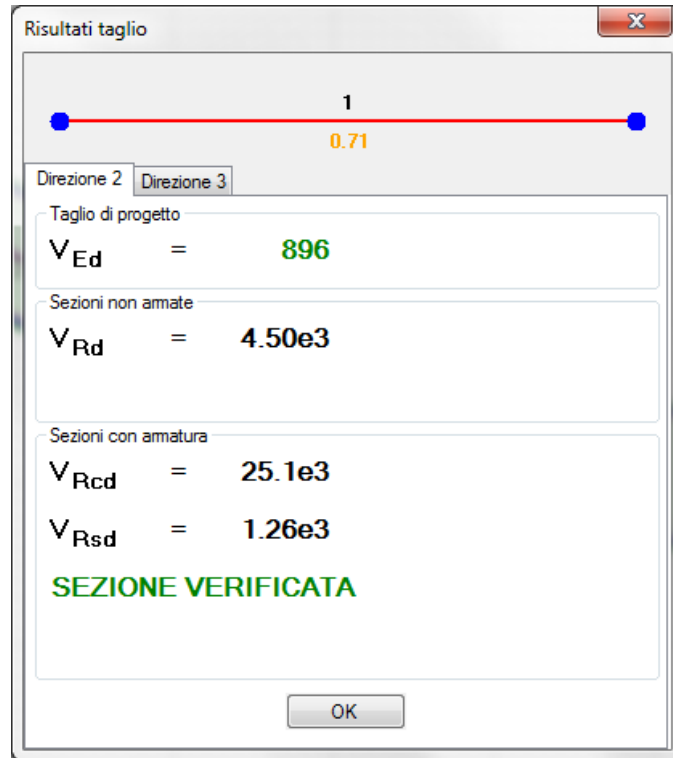 Risultati taglio
1
0.71
Direzione 2 Direzione 3
Taglio di progetto
VEd = 896
Sezioni non armate
VRd = 4.50e3
Sezioni con armatura
VRcd = 25.1e3
VRsd = 1.26e3
SEZIONE VERIFICATA
OK